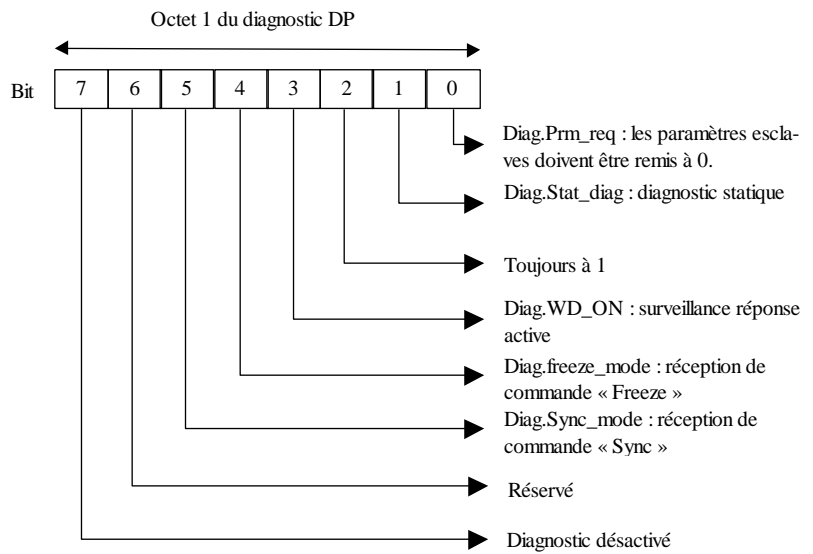 Octet 1 du diagnostic DP
Bit 7 6 5 4 3 2 1 0
Diag.Prm_req : les paramètres escla-
ves doivent être remis à 0.
Diag.Stat_diag : diagnostic statique
Toujours à 1
Diag.WD_ON : surveillance réponse
active
Diag.freeze_mode : réception de
commande « Freeze »
Diag.Sync_mode : réception de
commande « Sync »
Réservé
Diagnostic désactivé